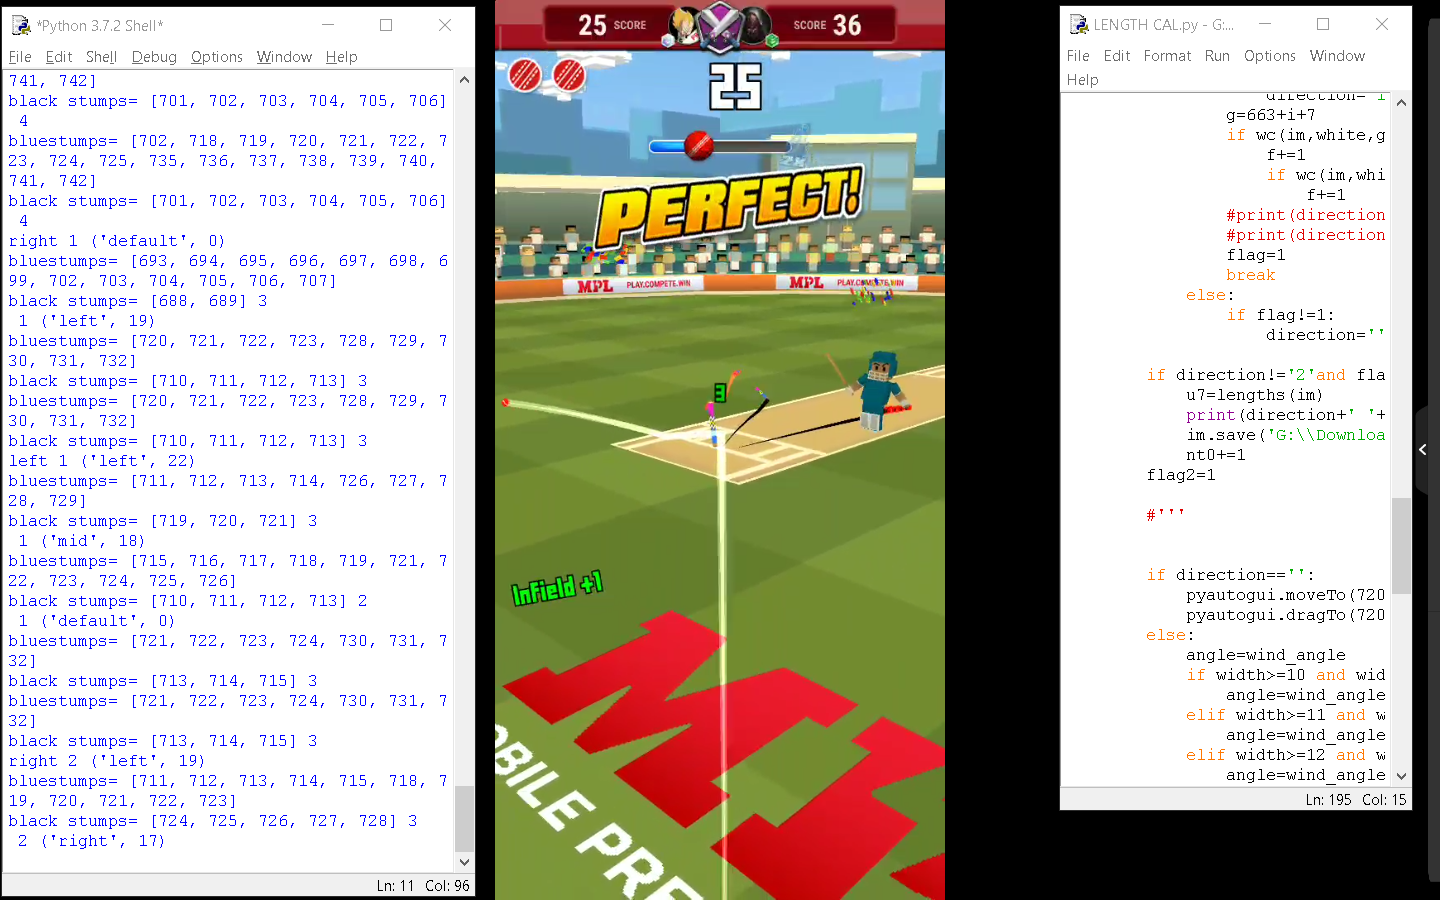 *Python 3.7.2 Shell*
File Edit Shell Debug Options Window Help
741, 742]
black stumps= [701, 702, 703, 704, 705, 706]
4
bluestumps= [702, 718, 719, 720, 721, 722, 7
23, 724, 725, 735, 736, 737, 738, 739, 740,
741, 742]
black stumps= [701, 702, 703, 704, 705, 706]
4
right 1 ('default', 0)
bluestumps= [693, 694, 695, 696, 697, 698, 6
99, 702, 703, 704, 705, 706, 707]
black stumps= [688, 689] 3
1 ('left', 19)
bluestumps= [720, 721, 722, 723, 728, 729, 7
30, 731, 732]
black stumps= [710, 711, 712, 713] 3
bluestumps= [720, 721, 722, 723, 728, 729, 7
30, 731, 732]
black stumps= [710, 711, 712, 713] 3
left 1 ('left', 22)
bluestumps= [711, 712, 713, 714, 726, 727, 7
28, 729]
black stumps= [719, 720, 721] 3
1 ('mid', 18)
bluestumps= [715, 716, 717, 718, 719, 721, 7
22, 723, 724, 725, 726]
black stumps= [710, 711, 712, 713] 2
1 ('default', 0)
bluestumps= [721, 722, 723, 724, 730, 731, 7
32]
black stumps= [713, 714, 715] 3
bluestumps= [721, 722, 723, 724, 730, 731, 7
32]
black stumps= [713, 714, 715] 3
right 2 ('left', 19)
bluestumps= [711, 712, 713, 714, 715, 718, 7
19, 720, 721, 722, 723]
black stumps= [724, 725, 726, 727, 728] 3
2 ('right', 17)
Ln: 11 Col: 96
25 SCORE
SCORE 36
25
PERFECT!
MPL PLAY.COMPETE.WIN
MPL PLAY.COMPETE.WIN
3
Infield +1
MPL
OBILE PRE
LENGTH CAL.py - G:...
File Edit Format Run Options Window
Help
direction= i
g=663+i+7
if wc(im,white,g
f+=1
if wc(im,whi
f+=1
#print(direction
#print(direction
flag=1
break
else:
if flag!=1:
direction=''
if direction!='2'and fla
u7=lengths(im)
print(direction+' '+
im.save('G:\\Downloa
nt0+=1
flag2=1
#'''
if direction=='':
pyautogui.moveTo(720
pyautogui.dragTo(720
else:
angle=wind_angle
if width>=10 and wid
angle=wind_angle
elif width>=11 and w
angle=wind_angle
elif width>=12 and w
angle=wind_angle
Ln: 195 Col: 15